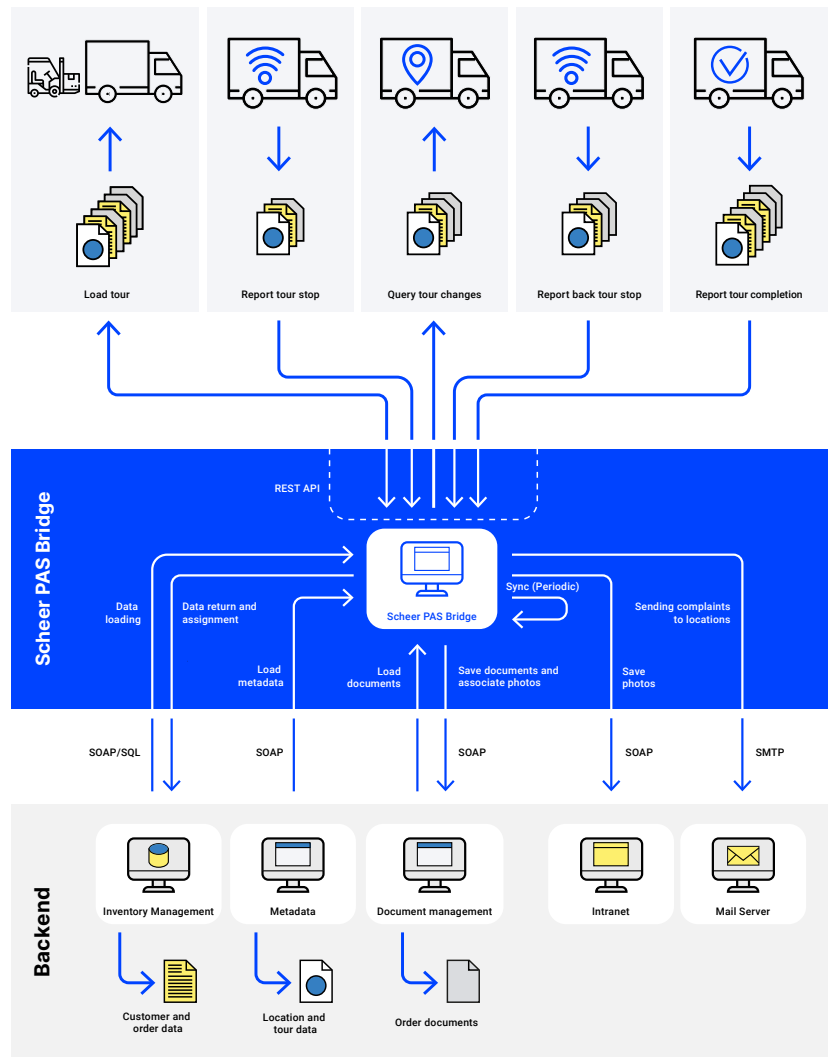 Load tour
Report tour stop
Query tour changes
Report back tour stop
Report tour completion
Scheer PAS Bridge
REST API
Scheer PAS Bridge
Sync (Periodic)
Data
loading
Data return and
assignment
Sending complaints
to locations
Load
metadata
Load
documents
Save documents and
associate photos
Save
photos
SOAP/SQL
SOAP
SOAP
SOAP
SMTP
Backend
Inventory Management
Metadata
Document management
Intranet
Mail Server
Customer and
order data
Location and
tour data
Order documents